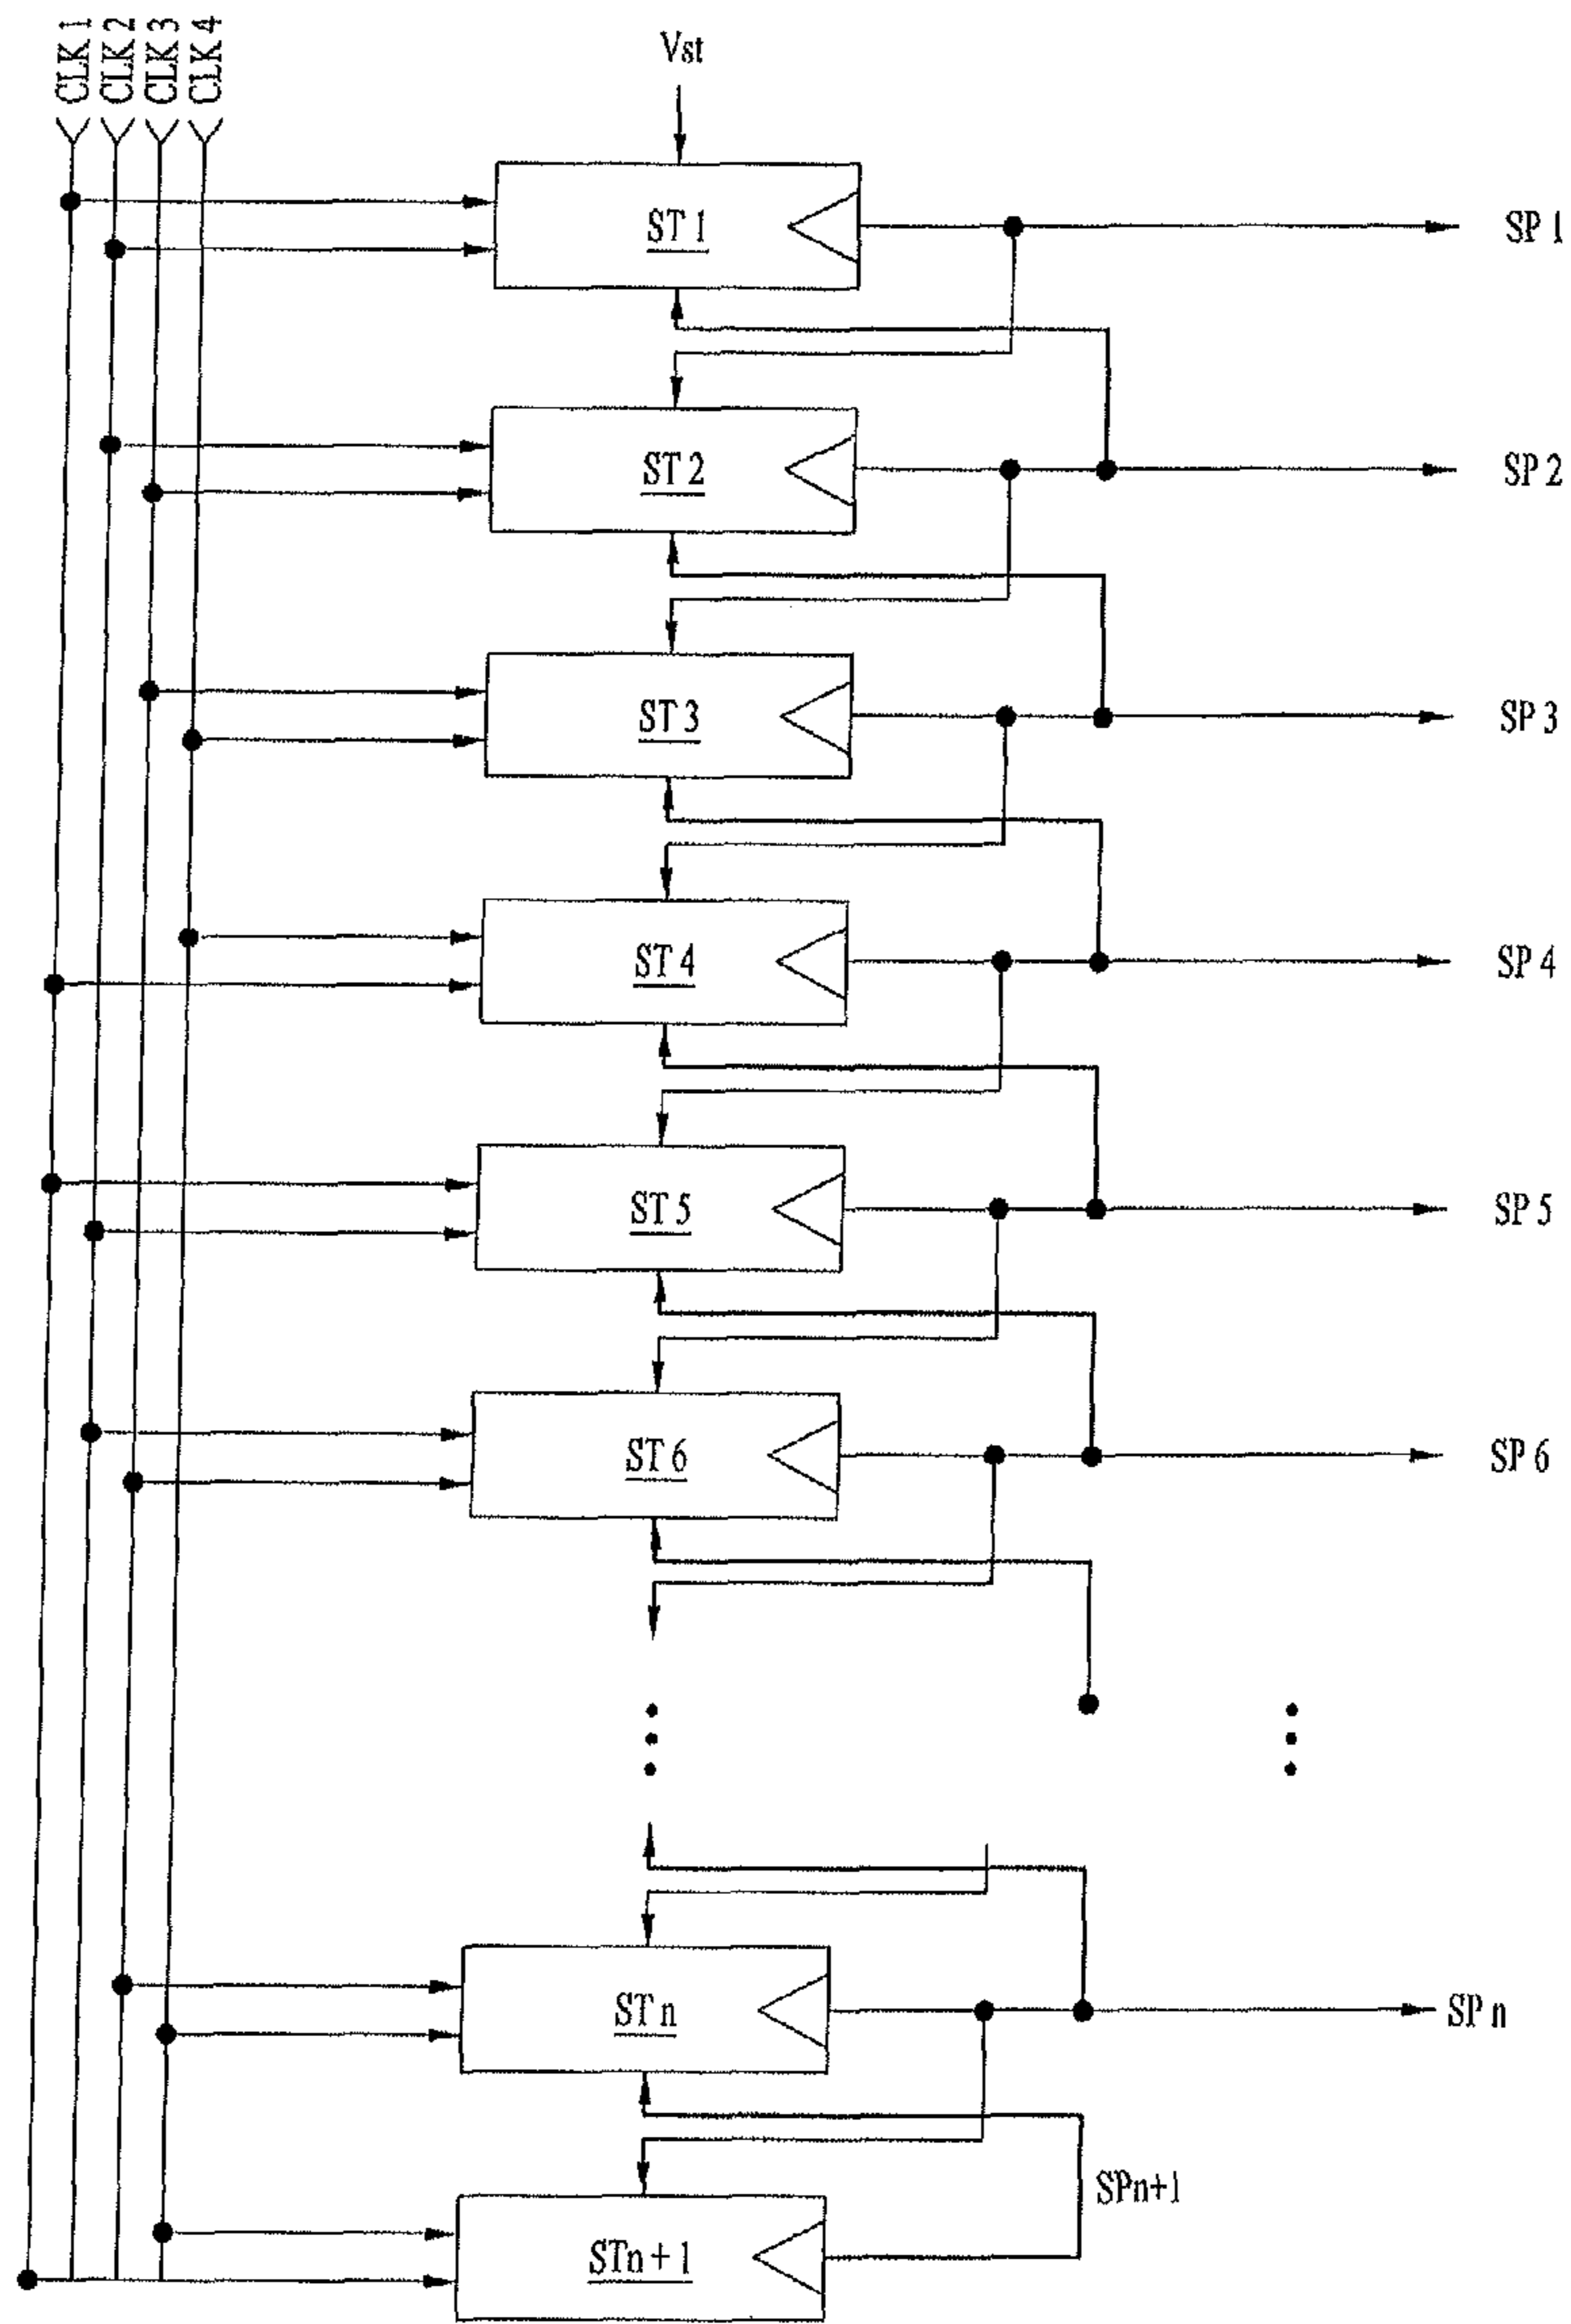 CLK 1
CLK 2
CLK 3
CLK 4
Vst
ST 1
SP 1
ST 2
SP 2
ST 3
SP 3
ST 4
SP 4
ST 5
SP 5
ST 6
SP 6
ST n
SP n
SPn+1
STn + 1